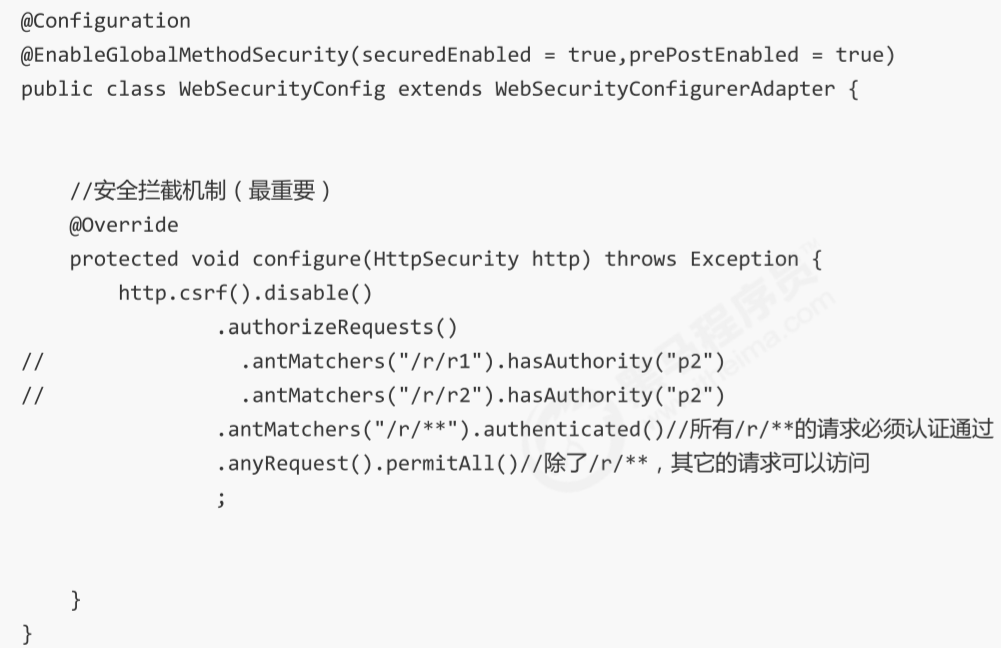 @Configuration
@EnableGlobalMethodSecurity(securedEnabled = true,prePostEnabled = true)
public class WebSecurityConfig extends WebSecurityConfigurerAdapter {
//安全拦截机制（最重要）
@Override
protected void configure(HttpSecurity http) throws Exception {
http.csrf().disable()
.authorizeRequests()
// .antMatchers("/r/r1").hasAuthority("p2")
// .antMatchers("/r/r2").hasAuthority("p2")
.antMatchers("/r/**").authenticated()//所有/r/**的请求必须认证通过
.anyRequest().permitAll()//除了/r/**，其它的请求可以访问
;
}
}